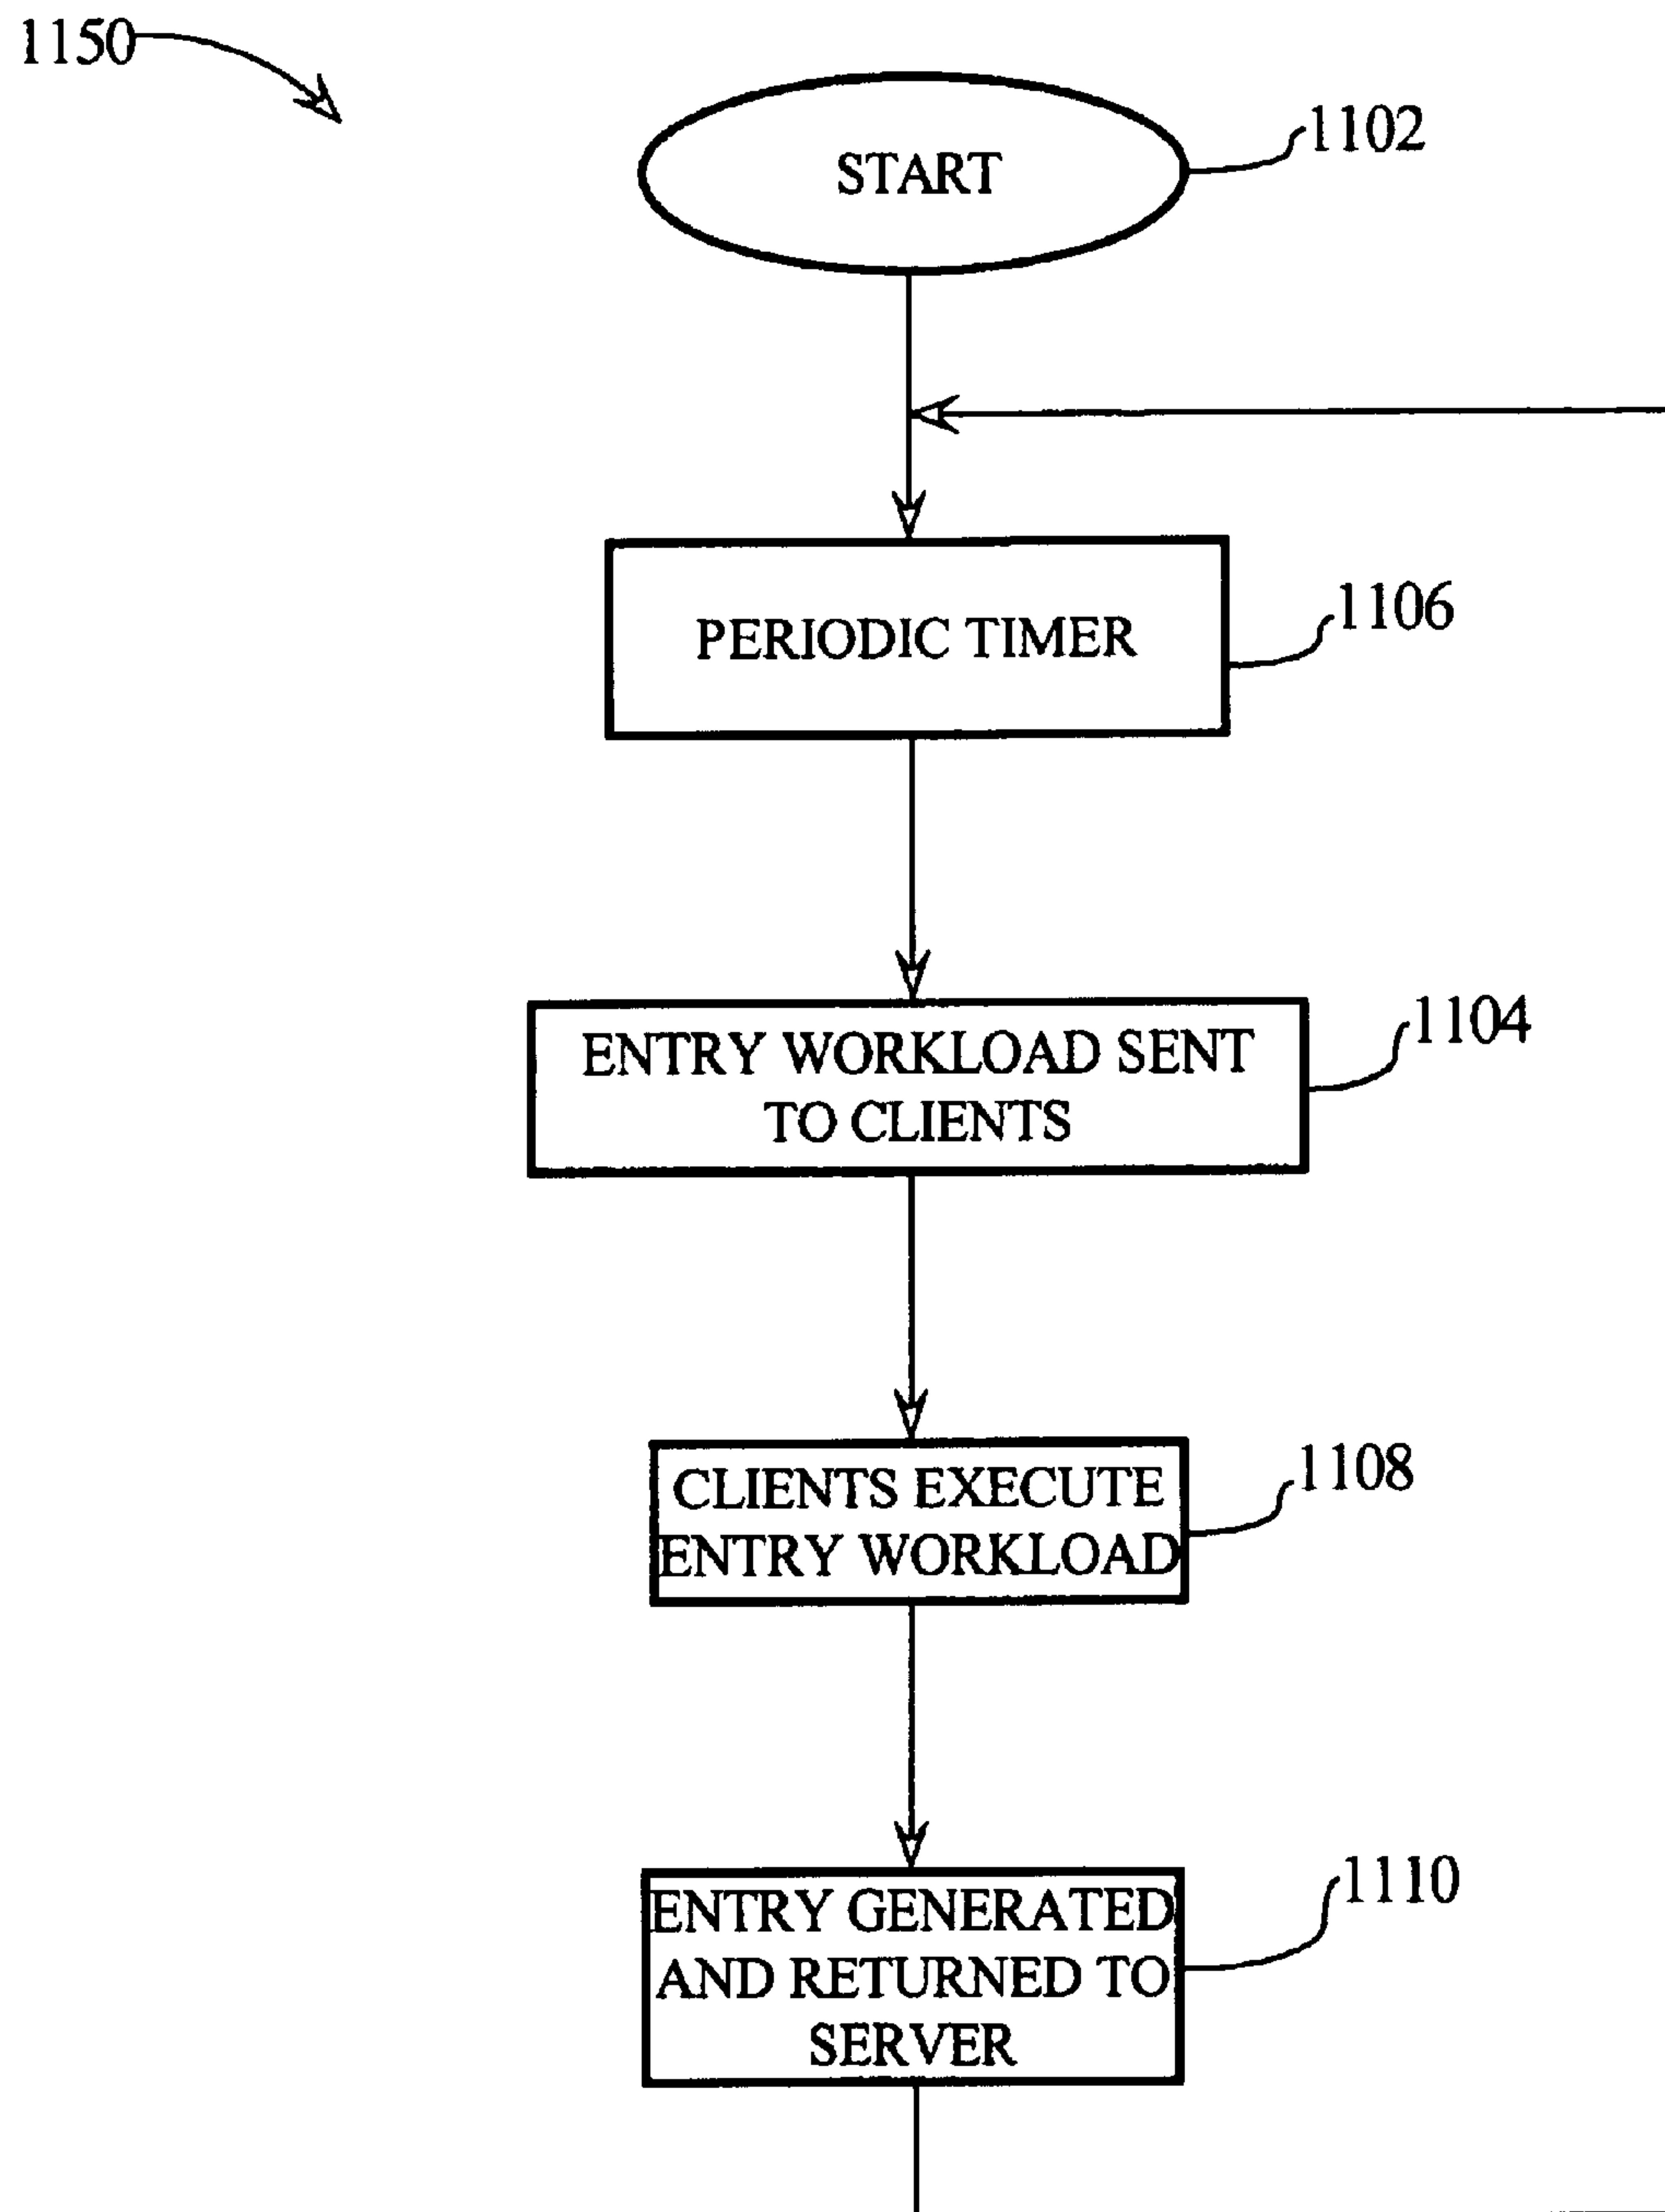 1150
START
1102
PERIODIC TIMER
1106
ENTRY WORKLOAD SENT
TO CLIENTS
1104
CLIENTS EXECUTE
ENTRY WORKLOAD
1108
ENTRY GENERATED
AND RETURNED TO
SERVER
1110